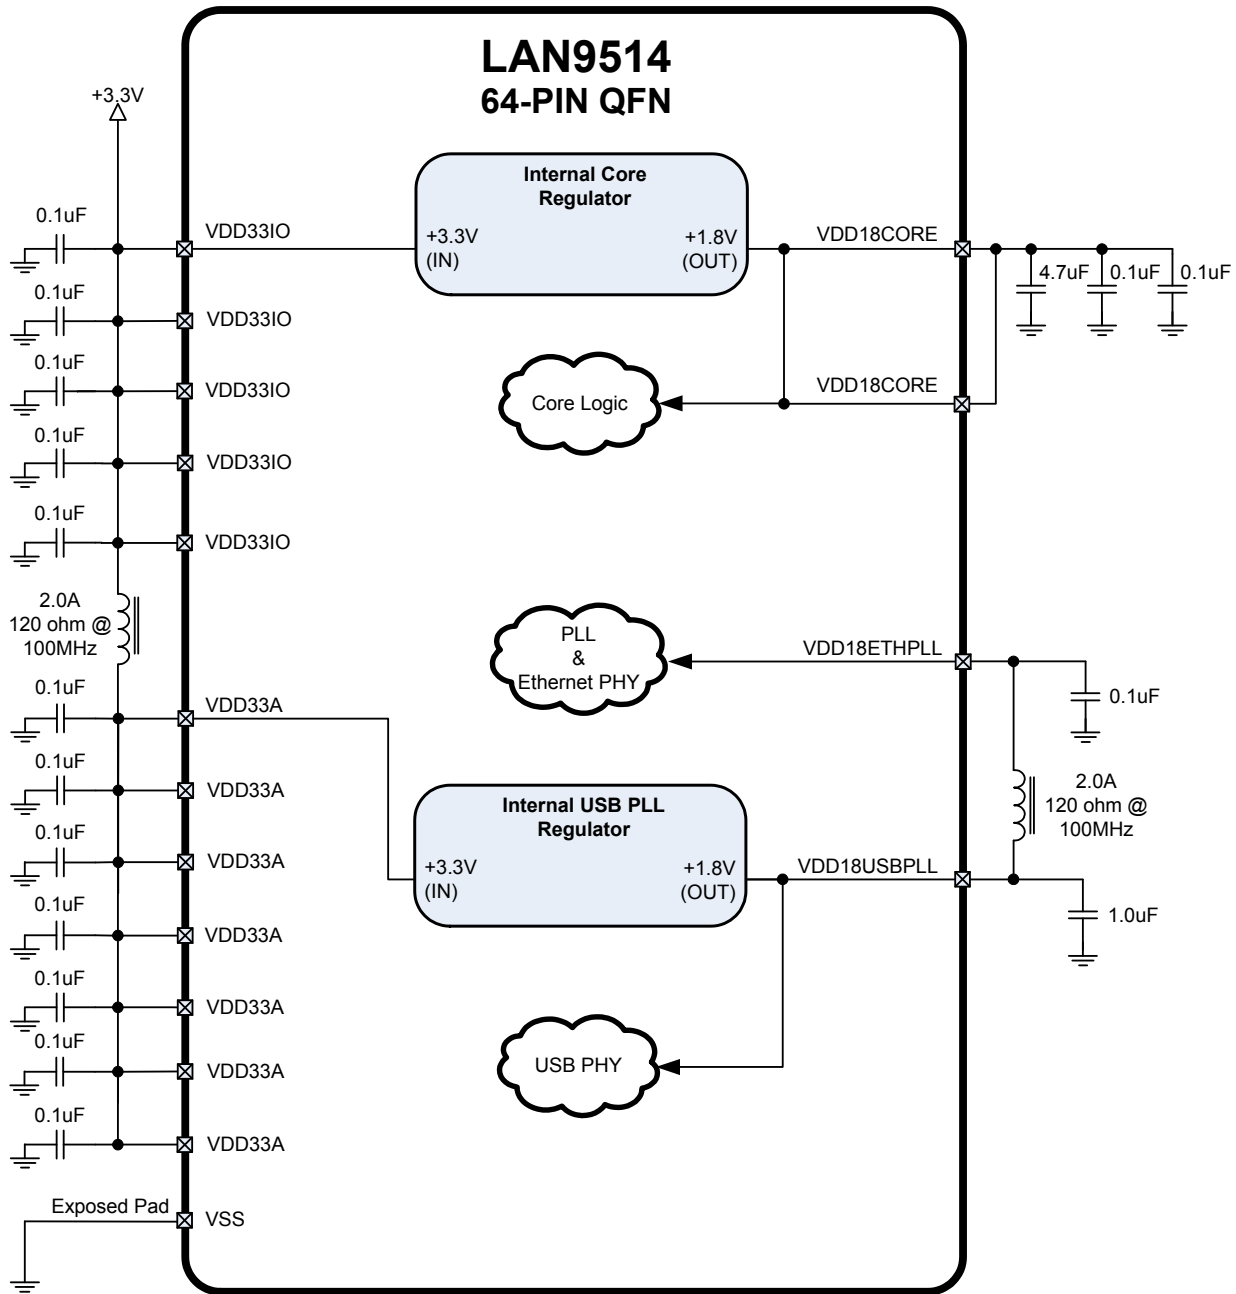 LAN9514
64-PIN QFN
+3.3V
Internal Core
Regulator
+3.3V
(IN)
+1.8V
(OUT)
0.1uF
VDD33IO
VDD18CORE
4.7uF
0.1uF
0.1uF
0.1uF
VDD33IO
0.1uF
VDD33IO
Core Logic
VDD18CORE
0.1uF
VDD33IO
0.1uF
VDD33IO
2.0A
120 ohm @
100MHz
PLL
&
Ethernet PHY
VDD18ETHPLL
0.1uF
0.1uF
VDD33A
0.1uF
VDD33A
2.0A
120 ohm @
100MHz
Internal USB PLL
Regulator
+3.3V
(IN)
+1.8V
(OUT)
VDD18USBPLL
1.0uF
0.1uF
VDD33A
0.1uF
VDD33A
0.1uF
VDD33A
0.1uF
VDD33A
USB PHY
0.1uF
VDD33A
Exposed Pad
VSS